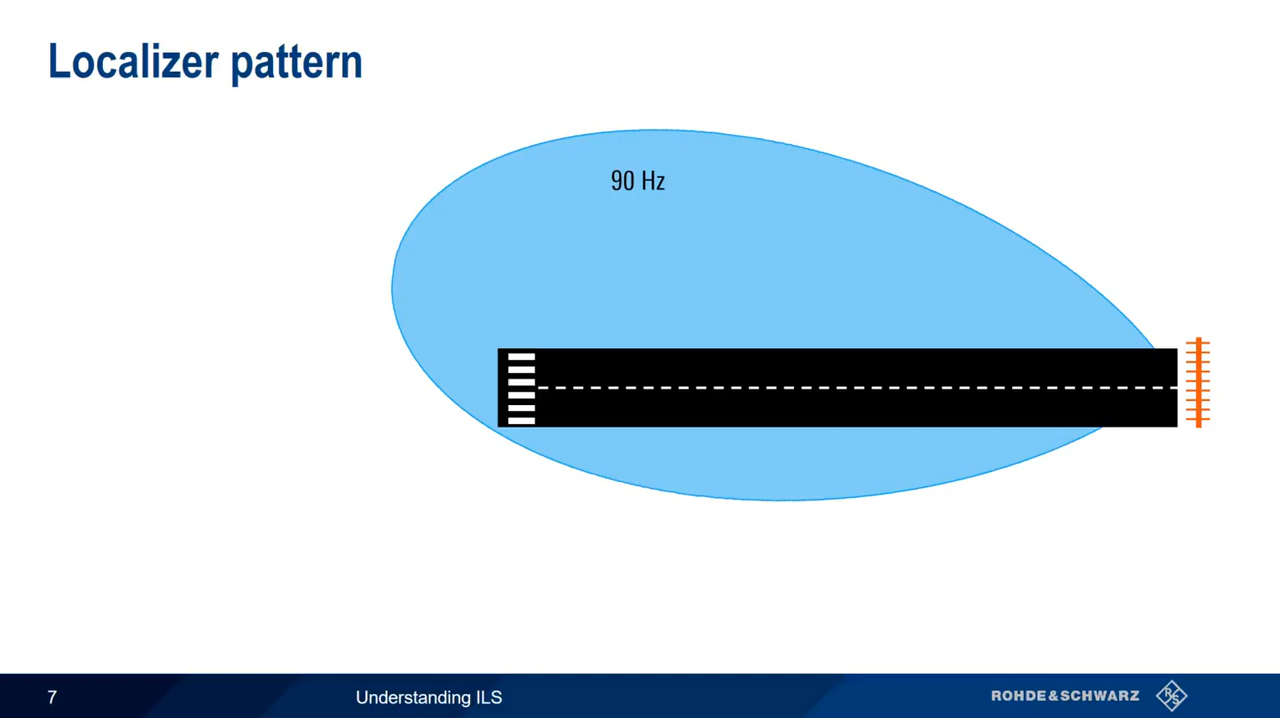 Localizer pattern
90 Hz
7
Understanding ILS
ROHDE & SCHWARZ
R
S